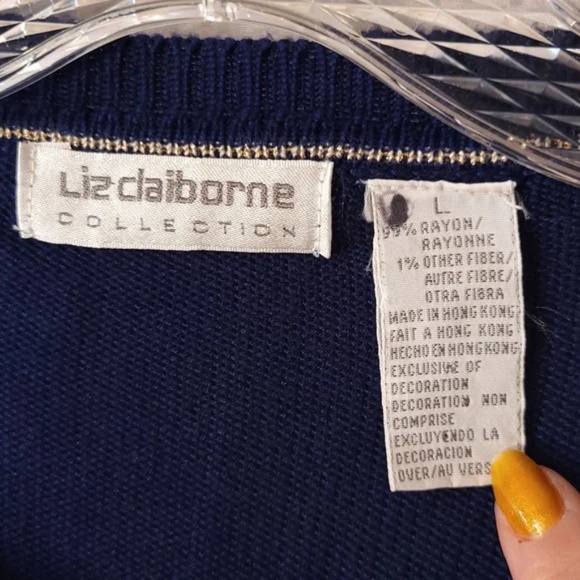 Lizclaiborne
COLLECTION
L
99% RAYON/
RAYONNE
1% OTHER FIBER/
AUTRE FIBRE/
OTRA FIBRA
MADE IN HONG KONG
FAIT A HONG KONG
HECHO EN HONG KONG
EXCLUSIVE OF
DECORATION
DECORATION NON
COMPRISE
EXCLUYENDO LA
DECORACION
OVER/AU